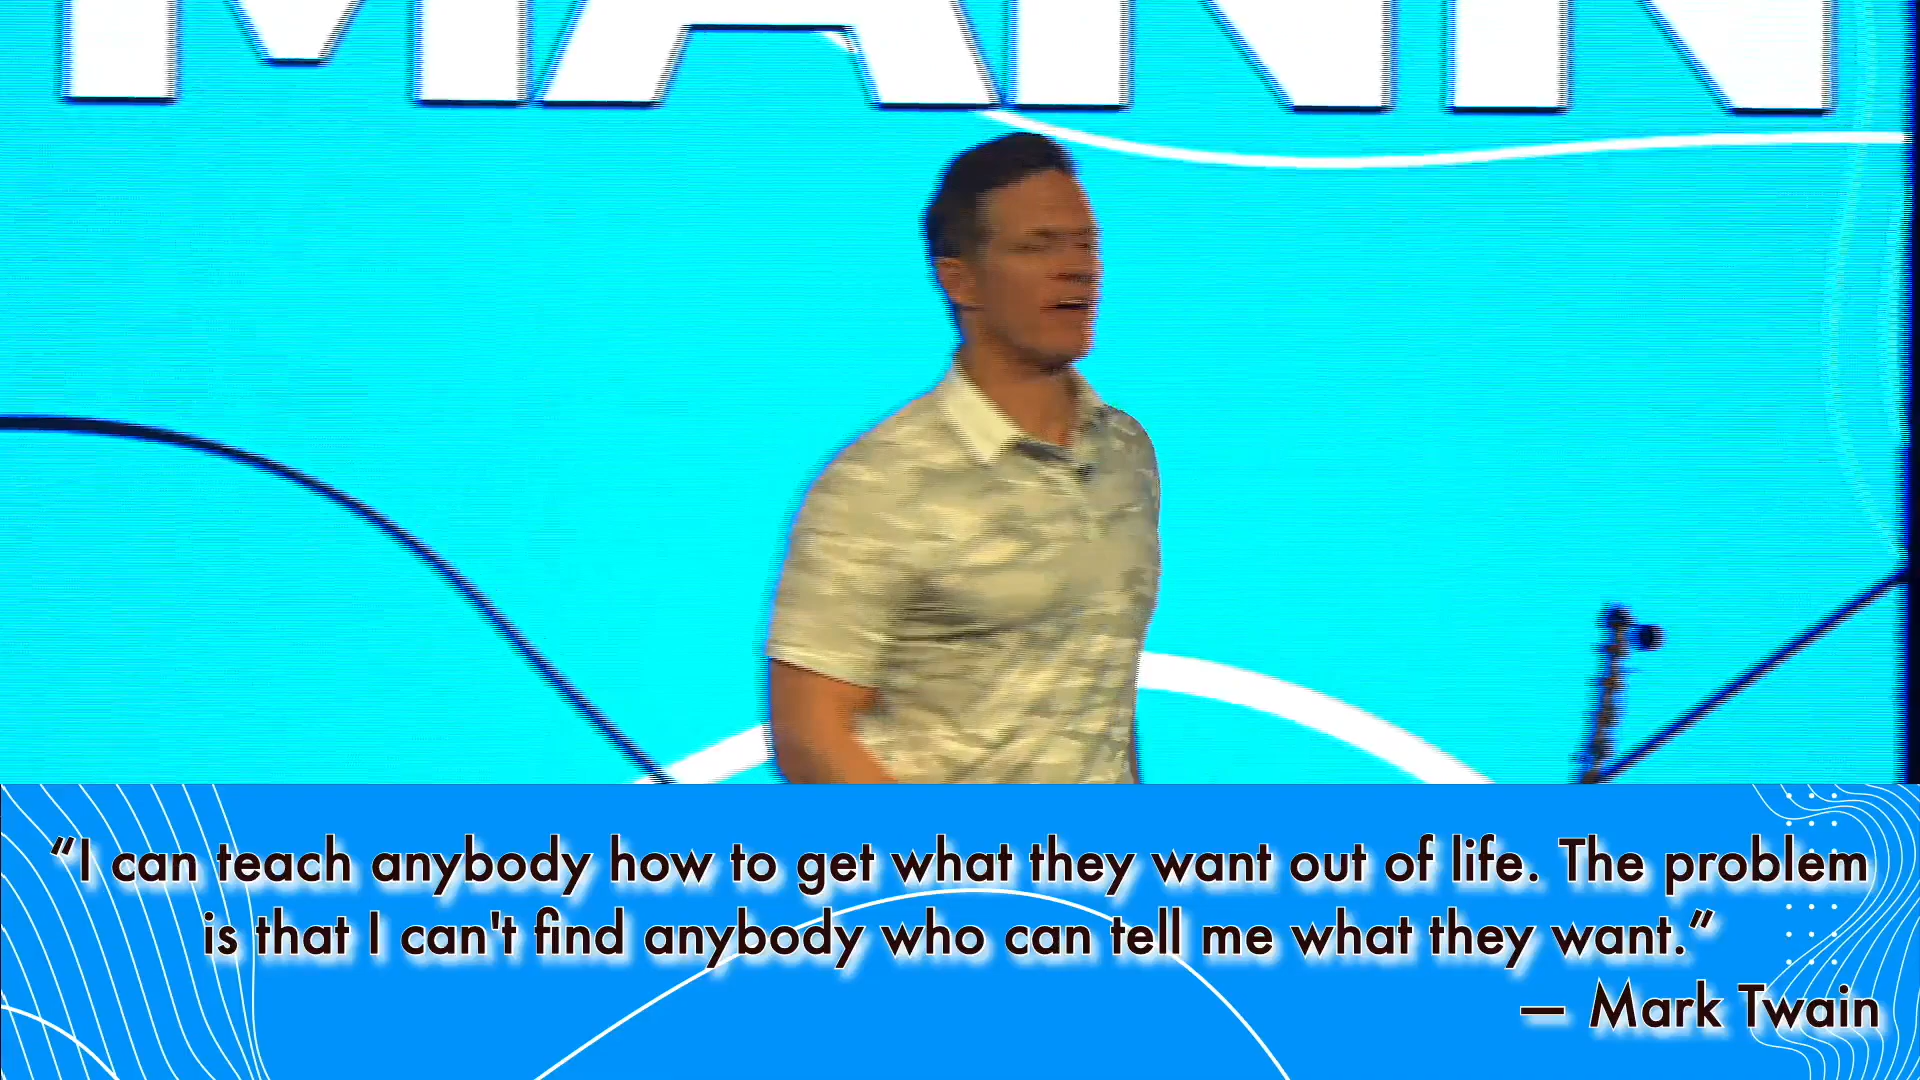 MANN
“I can teach anybody how to get what they want out of life. The problem
is that I can't find anybody who can tell me what they want.”
— Mark Twain